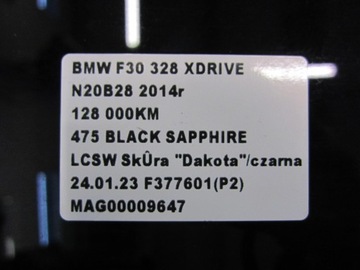 BMW F30 328 XDRIVE
N20B28 2014r
128 000KM
475 BLACK SAPPHIRE
LCSW SkÛra "Dakota"/czarna
24.01.23 F377601(P2)
MAG00009647